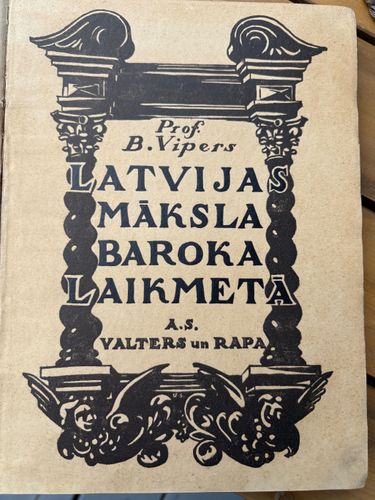 Prof.
B. Vipers
LATVIJAS
MĀKSLA
BAROKA
LAIKMETĀ
A.S.
VALTERS un RAPA